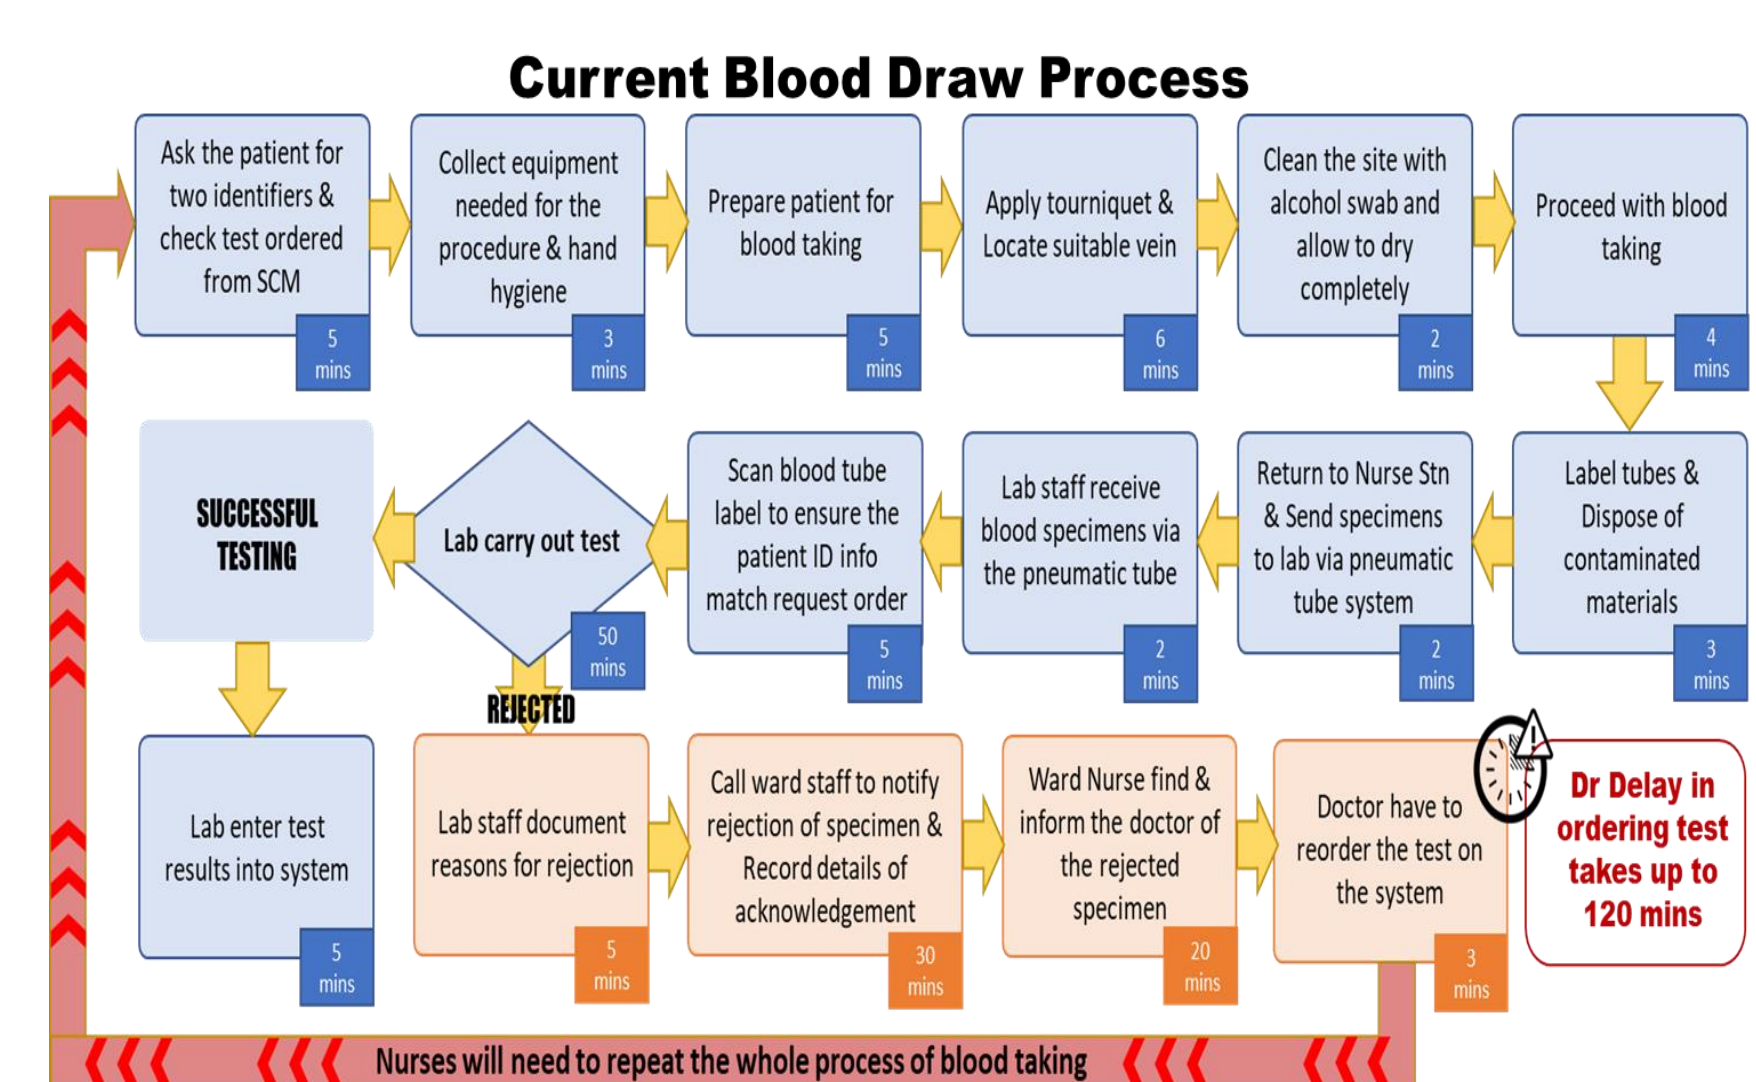 Current Blood Draw Process
Ask the patient for
two identifiers &
check test ordered
from SCM
5
mins
Collect equipment
needed for the
procedure & hand
hygiene
3
mins
Prepare patient for
blood taking
5
mins
Apply tourniquet &
Locate suitable vein
6
mins
Clean the site with
alcohol swab and
allow to dry
completely
2
mins
Proceed with blood
taking
4
mins
Label tubes &
Dispose of
contaminated
materials
3
mins
Return to Nurse Stn
& Send specimens
to lab via pneumatic
tube system
2
mins
Lab staff receive
blood specimens via
the pneumatic tube
2
mins
Scan blood tube
label to ensure the
patient ID info
match request order
5
mins
Lab carry out test
50
mins
SUCCESSFUL
TESTING
Lab enter test
results into system
5
mins
REJECTED
Lab staff document
reasons for rejection
5
mins
Call ward staff to notify
rejection of specimen &
Record details of
acknowledgement
30
mins
Ward Nurse find &
inform the doctor of
the rejected
specimen
20
mins
Doctor have to
reorder the test on
the system
3
mins
Dr Delay in
ordering test
takes up to
120 mins
Nurses will need to repeat the whole process of blood taking